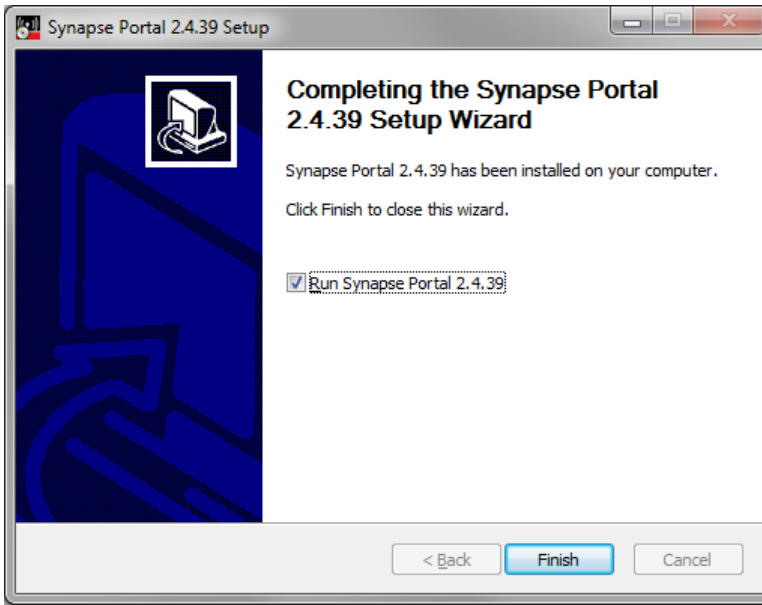 Synapse Portal 2.4.39 Setup
Completing the Synapse Portal
2.4.39 Setup Wizard
Synapse Portal 2.4.39 has been installed on your computer.
Click Finish to close this wizard.
Run Synapse Portal 2.4.39
< Back Finish Cancel